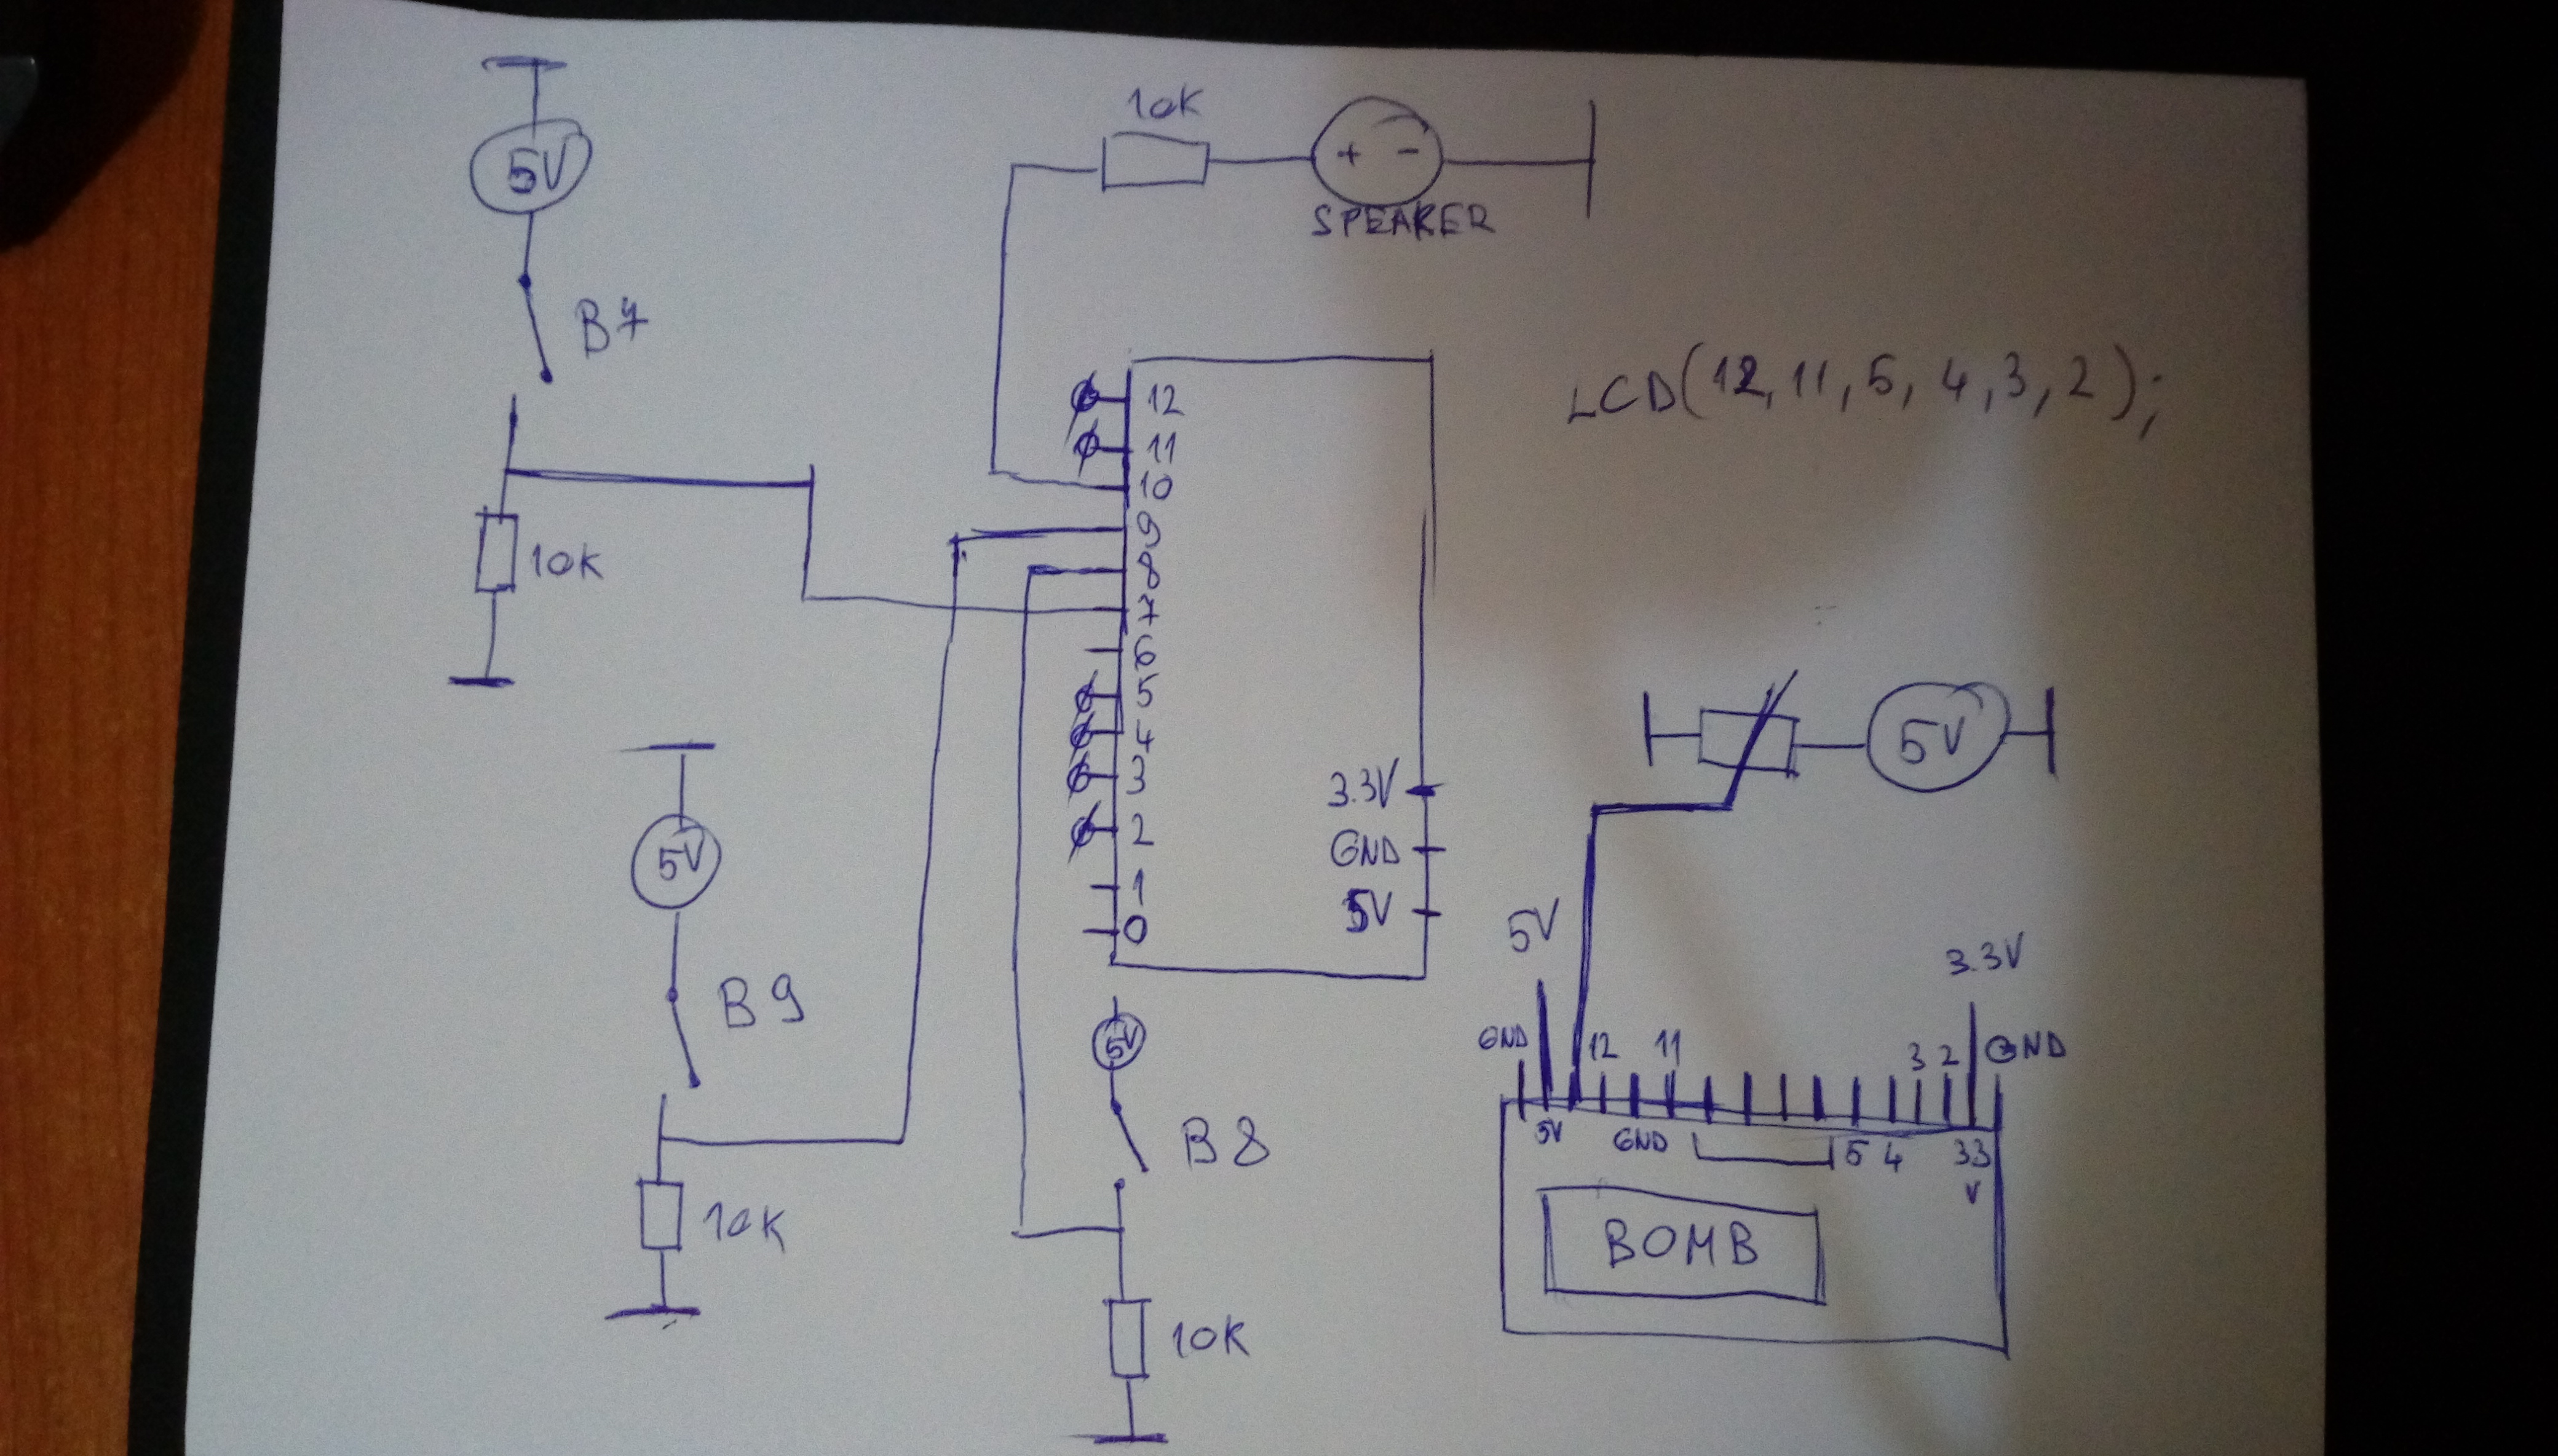 5V
B7
10K
10K
+ -
SPEAKER
LCD(12,11,5,4,3,2);
12
11
10
9
8
7
6
5
4
3
2
1
0
3.3V
GND
5V
5V
B9
10K
5V
B8
10K
5V
5V
3.3V
GND
12
11
3
2
GND
5V
GND
5
4
33
V
BOMB